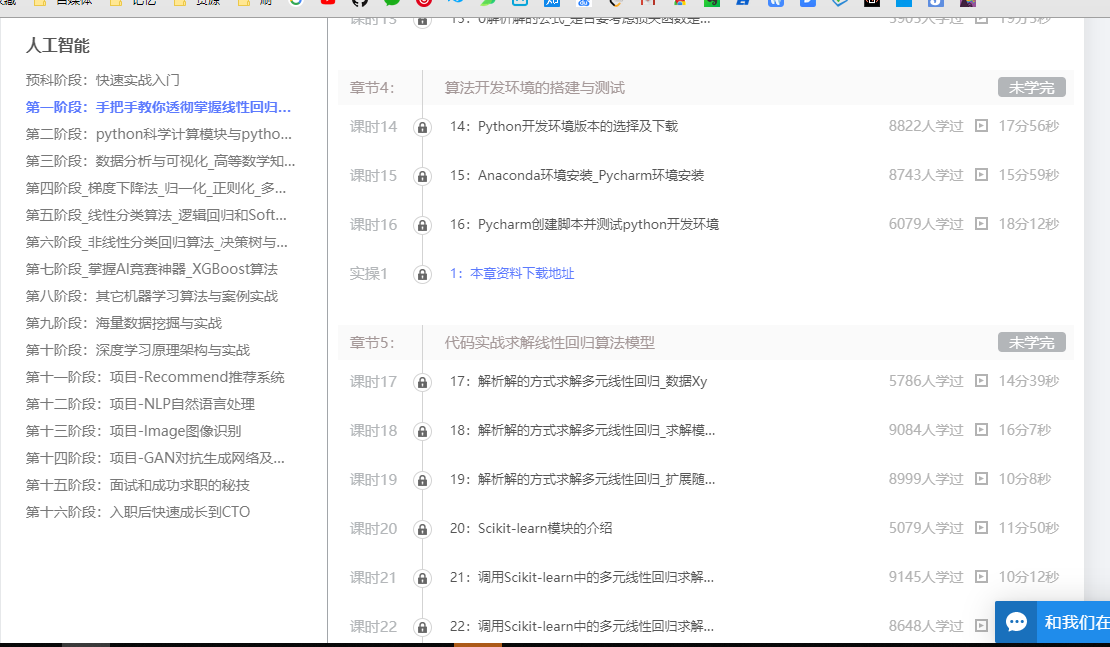 自媒体
记忆
资源
人工智能
预科阶段：快速实战入门
第一阶段：手把手教你透彻掌握线性回归...
第二阶段：python科学计算模块与pytho...
第三阶段：数据分析与可视化_高等数学知...
第四阶段_梯度下降法_归一化_正则化_多...
第五阶段_线性分类算法_逻辑回归和Soft...
第六阶段_非线性分类回归算法_决策树与...
第七阶段_掌握AI竞赛神器_XGBoost算法
第八阶段：其它机器学习算法与案例实战
第九阶段：海量数据挖掘与实战
第十阶段：深度学习原理架构与实战
第十一阶段：项目-Recommend推荐系统
第十二阶段：项目-NLP自然语言处理
第十三阶段：项目-Image图像识别
第十四阶段：项目-GAN对抗生成网络及...
第十五阶段：面试和成功求职的秘技
第十六阶段：入职后快速成长到CTO
课时13 13：θ解析解的公式_是否要考虑损失函数是... 5905人学过 19分5秒
章节4： 算法开发环境的搭建与测试 未学完
课时14 14：Python开发环境版本的选择及下载 8822人学过 17分56秒
课时15 15：Anaconda环境安装_Pycharm环境安装 8743人学过 15分59秒
课时16 16：Pycharm创建脚本并测试python开发环境 6079人学过 18分12秒
实操1 1：本章资料下载地址
章节5： 代码实战求解线性回归算法模型 未学完
课时17 17：解析解的方式求解多元线性回归_数据Xy 5786人学过 14分39秒
课时18 18：解析解的方式求解多元线性回归_求解模... 9084人学过 16分7秒
课时19 19：解析解的方式求解多元线性回归_扩展随... 8999人学过 10分8秒
课时20 20：Scikit-learn模块的介绍 5079人学过 11分50秒
课时21 21：调用Scikit-learn中的多元线性回归求解... 9145人学过 10分12秒
课时22 22：调用Scikit-learn中的多元线性回归求解... 8648人学过
和我们在